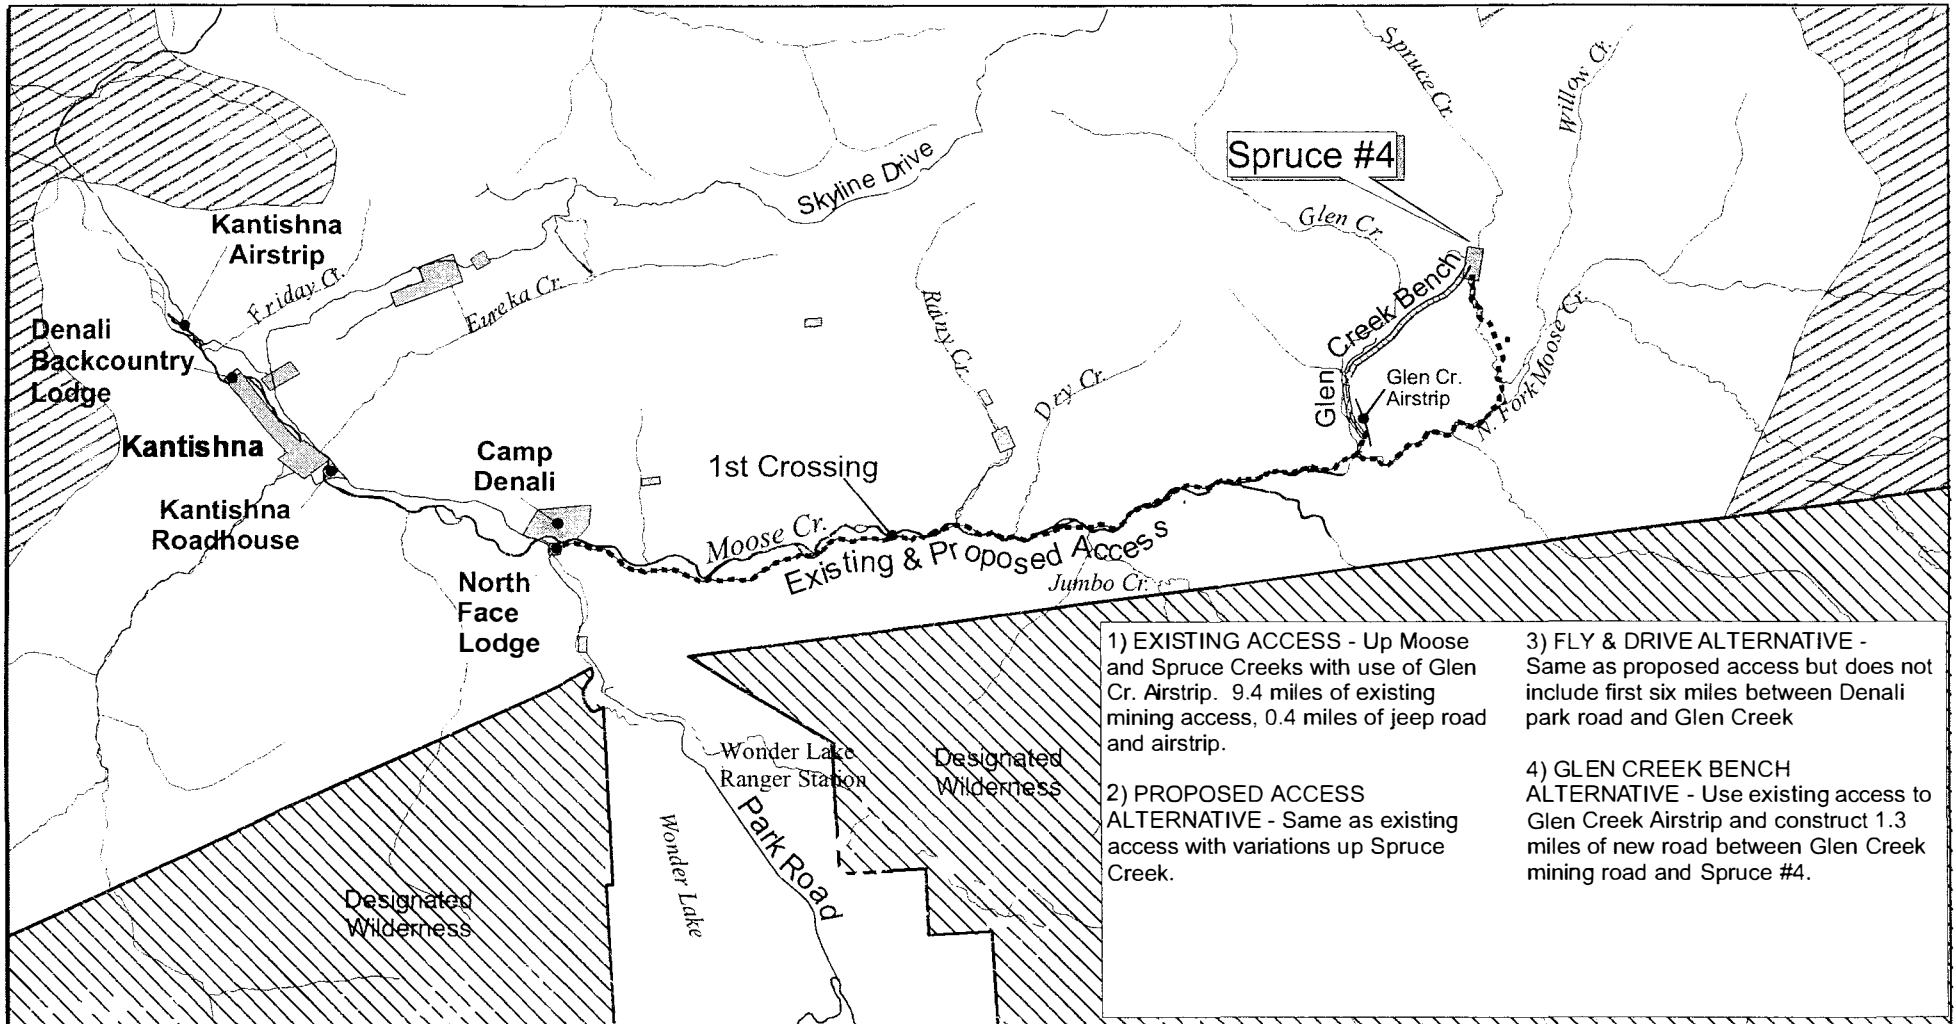 Spruce Cr.
Willow Cr.
Spruce #4
Skyline Drive
Glen Cr.
Kantishna
Airstrip
Friday Cr.
Eureka Cr.
Rainy Cr.
Dry Cr.
Glen Creek Bench
Glen Cr.
Airstrip
N. Fork Moose Cr.
Denali
Backcountry
Lodge
Kantishna
Kantishna
Roadhouse
Camp
Denali
1st Crossing
Moose Cr.
Existing & Proposed Access
Jumbo Cr.
North
Face
Lodge
Wonder Lake
Ranger Station
Park Road
Wonder Lake
Designated
Wilderness
Designated
Wilderness
1) EXISTING ACCESS - Up Moose
and Spruce Creeks with use of Glen
Cr. Airstrip. 9.4 miles of existing
mining access, 0.4 miles of jeep road
and airstrip.
2) PROPOSED ACCESS
ALTERNATIVE - Same as existing
access with variations up Spruce
Creek.
3) FLY & DRIVE ALTERNATIVE -
Same as proposed access but does not
include first six miles between Denali
park road and Glen Creek
4) GLEN CREEK BENCH
ALTERNATIVE - Use existing access to
Glen Creek Airstrip and construct 1.3
miles of new road between Glen Creek
mining road and Spruce #4.